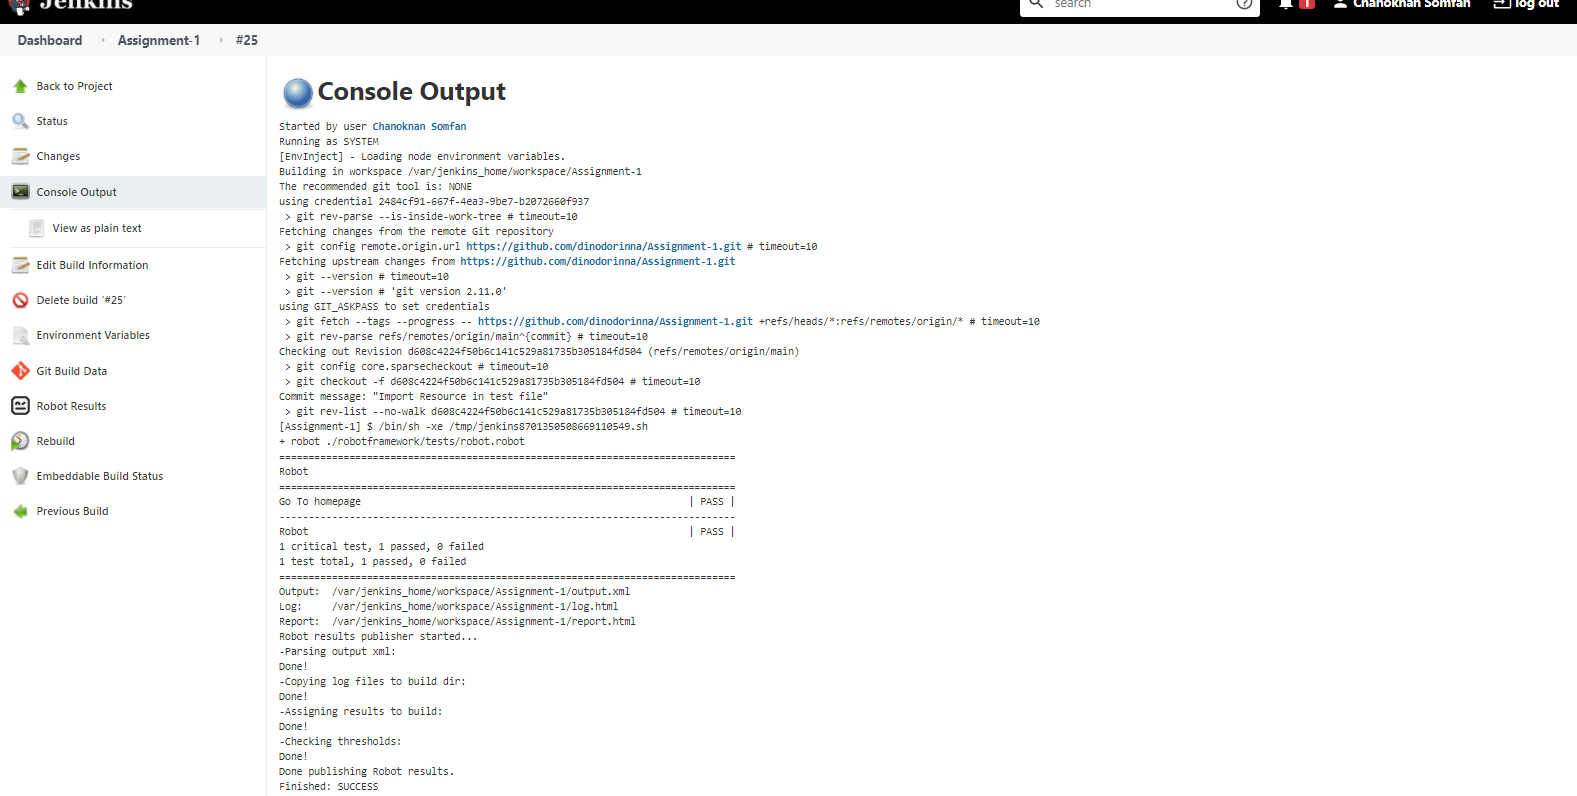 Jenkins
search
1
Chanoknan Somfan
log out
Dashboard
Assignment-1
#25
Back to Project
Status
Changes
Console Output
View as plain text
Edit Build Information
Delete build ‘#25’
Environment Variables
Git Build Data
Robot Results
Rebuild
Embeddable Build Status
Previous Build
Console Output
Started by user Chanoknan Somfan
Running as SYSTEM
[EnvInject] - Loading node environment variables.
Building in workspace /var/jenkins_home/workspace/Assignment-1
The recommended git tool is: NONE
using credential 2484cf91-667f-4ea3-9be7-b2072660f937
> git rev-parse --is-inside-work-tree # timeout=10
Fetching changes from the remote Git repository
> git config remote.origin.url https://github.com/dinodorinna/Assignment-1.git # timeout=10
Fetching upstream changes from https://github.com/dinodorinna/Assignment-1.git
> git --version # timeout=10
> git --version # 'git version 2.11.0'
using GIT_ASKPASS to set credentials
> git fetch --tags --progress -- https://github.com/dinodorinna/Assignment-1.git +refs/heads/*:refs/remotes/origin/* # timeout=10
> git rev-parse refs/remotes/origin/main^{commit} # timeout=10
Checking out Revision d608c4224f50b6c141c529a81735b305184fd504 (refs/remotes/origin/main)
> git config core.sparsecheckout # timeout=10
> git checkout -f d608c4224f50b6c141c529a81735b305184fd504 # timeout=10
Commit message: "Import Resource in test file"
> git rev-list --no-walk d608c4224f50b6c141c529a81735b305184fd504 # timeout=10
[Assignment-1] $ /bin/sh -xe /tmp/jenkins8701350508669110549.sh
+ robot ./robotframework/tests/robot.robot
==============================================================================
Robot
==============================================================================
Go To homepage | PASS |
------------------------------------------------------------------------------
Robot | PASS |
1 critical test, 1 passed, 0 failed
1 test total, 1 passed, 0 failed
==============================================================================
Output: /var/jenkins_home/workspace/Assignment-1/output.xml
Log: /var/jenkins_home/workspace/Assignment-1/log.html
Report: /var/jenkins_home/workspace/Assignment-1/report.html
Robot results publisher started...
-Parsing output xml:
Done!
-Copying log files to build dir:
Done!
-Assigning results to build:
Done!
-Checking thresholds:
Done!
Done publishing Robot results.
Finished: SUCCESS